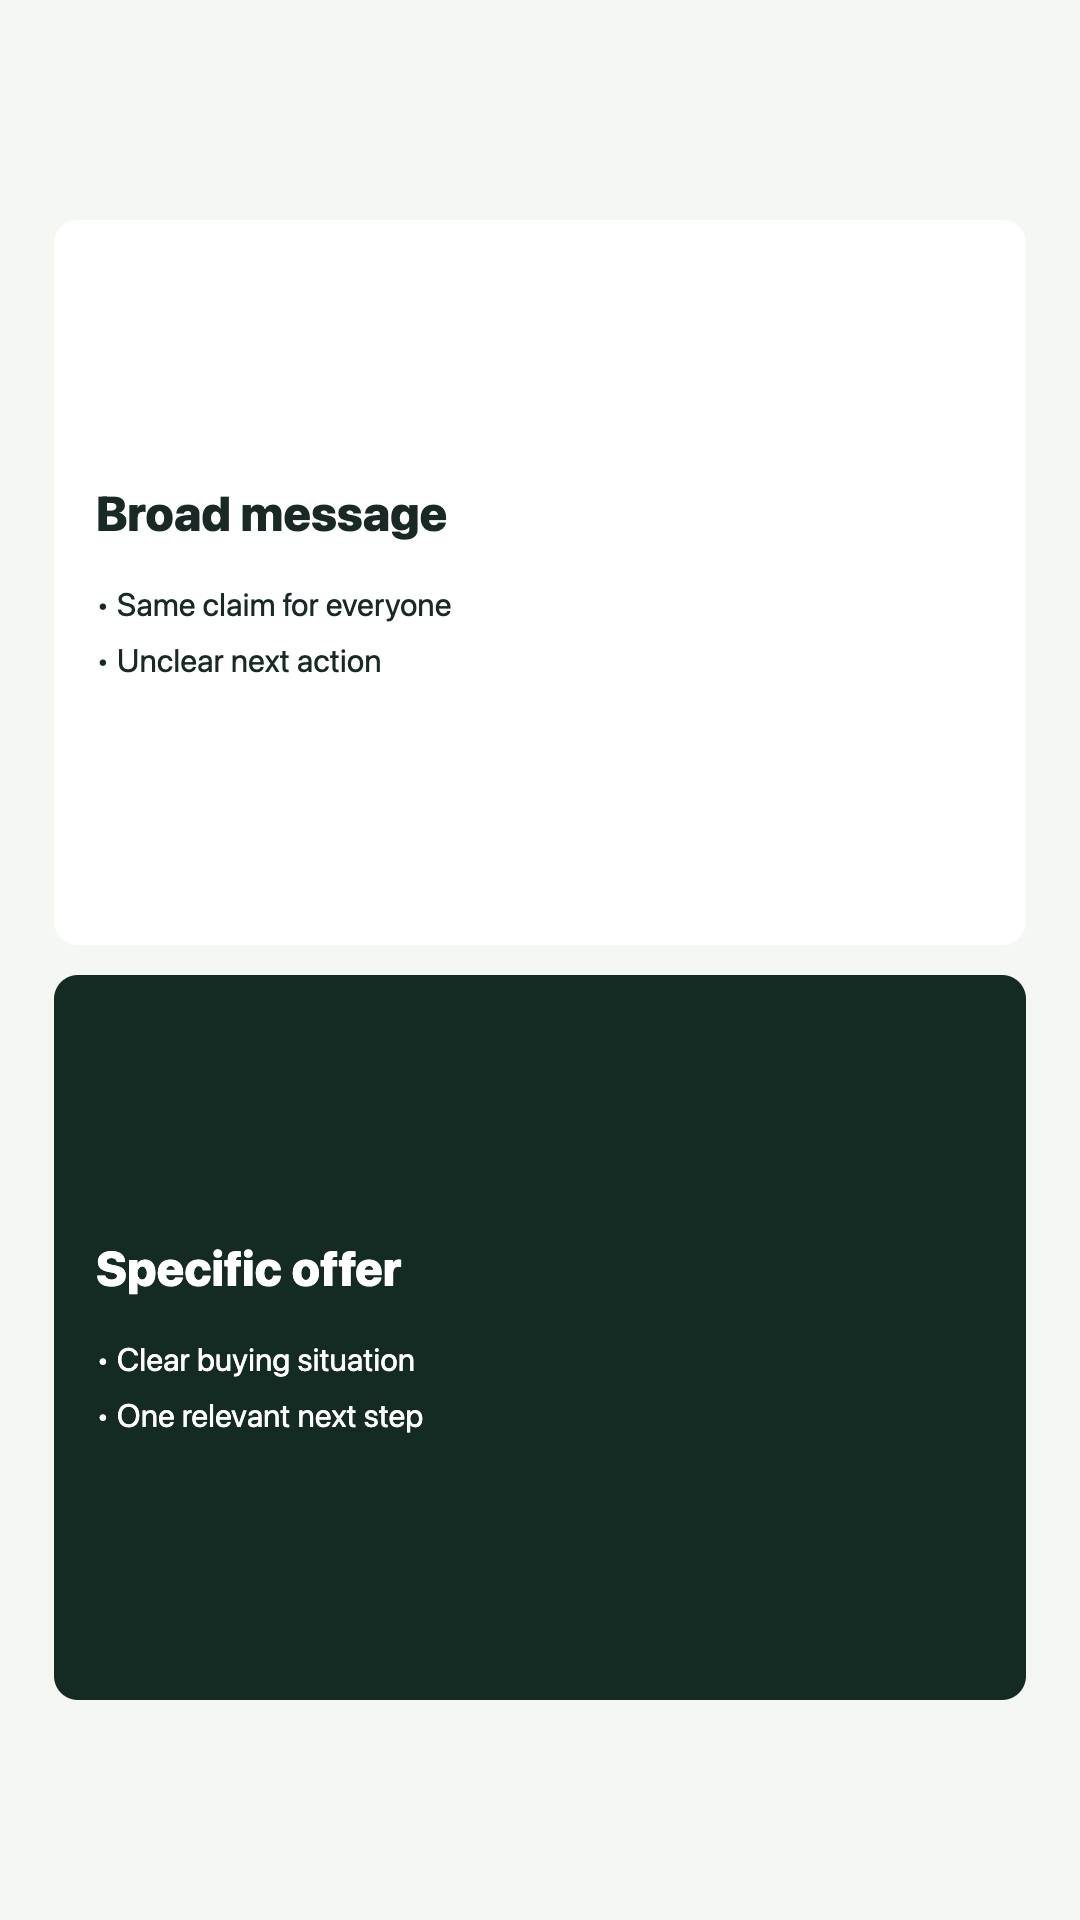 Broad message
• Same claim for everyone
• Unclear next action
Specific offer
• Clear buying situation
• One relevant next step